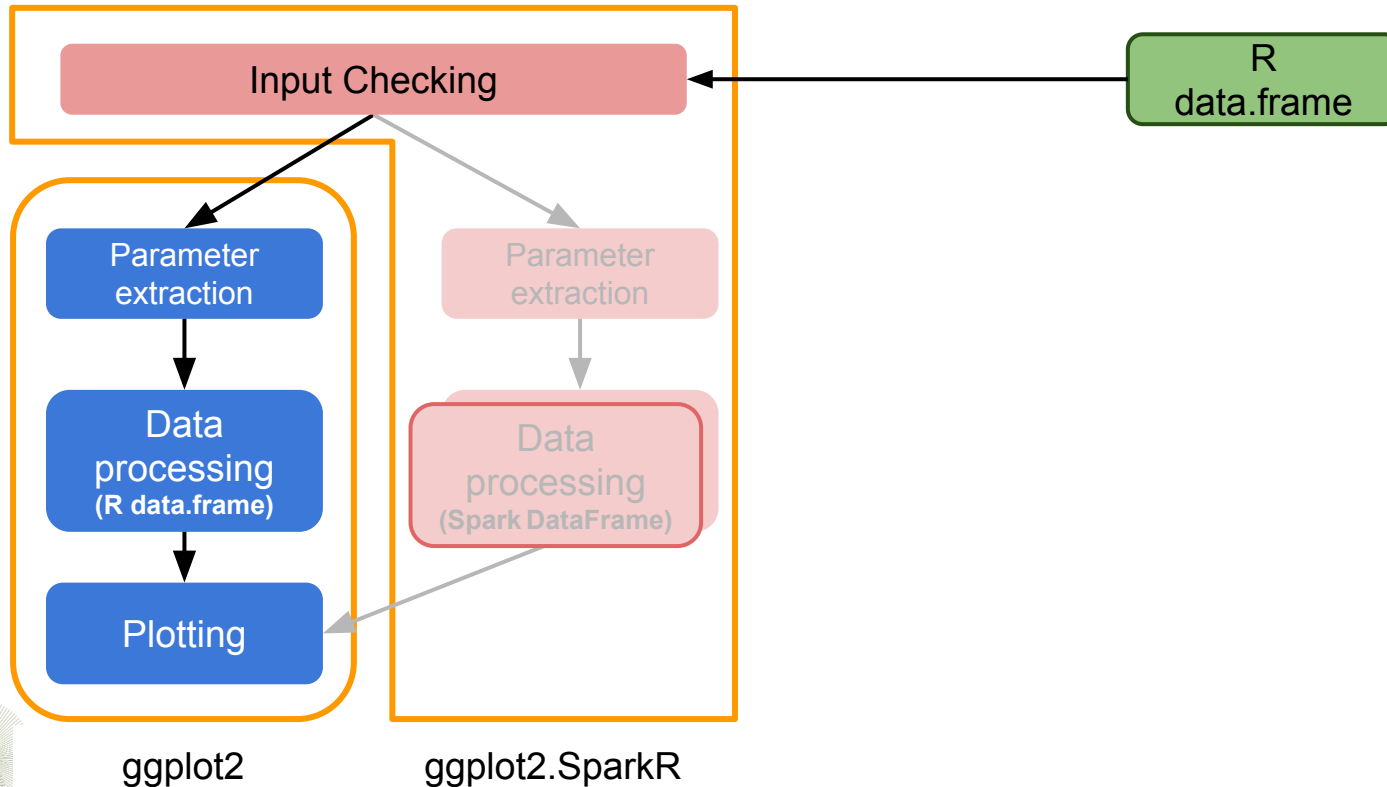 Input Checking
R
data.frame
Parameter
extraction
Parameter
extraction
Data
processing
(R data.frame)
Data
processing
(Spark DataFrame)
Plotting
ggplot2
ggplot2.SparkR